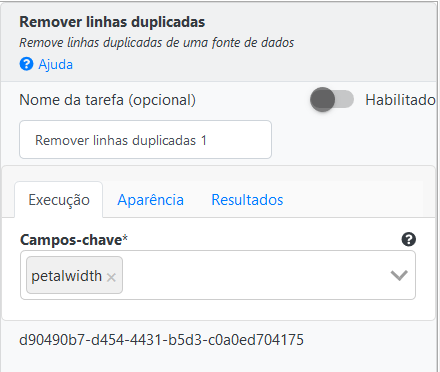 Remover linhas duplicadas
Remove linhas duplicadas de uma fonte de dados
? Ajuda
Nome da tarefa (opcional)
Habilitado
Remover linhas duplicadas 1
Execução Aparência Resultados
Campos-chave* ?
petalwidth ×
d90490b7-d454-4431-b5d3-c0a0ed704175